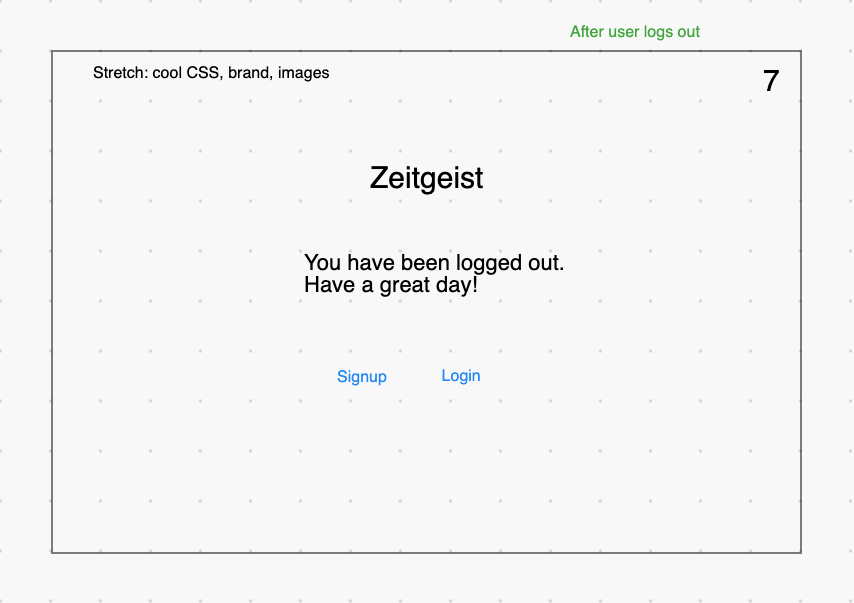 After user logs out
Stretch: cool CSS, brand, images
7
Zeitgeist
You have been logged out.
Have a great day!
Signup
Login